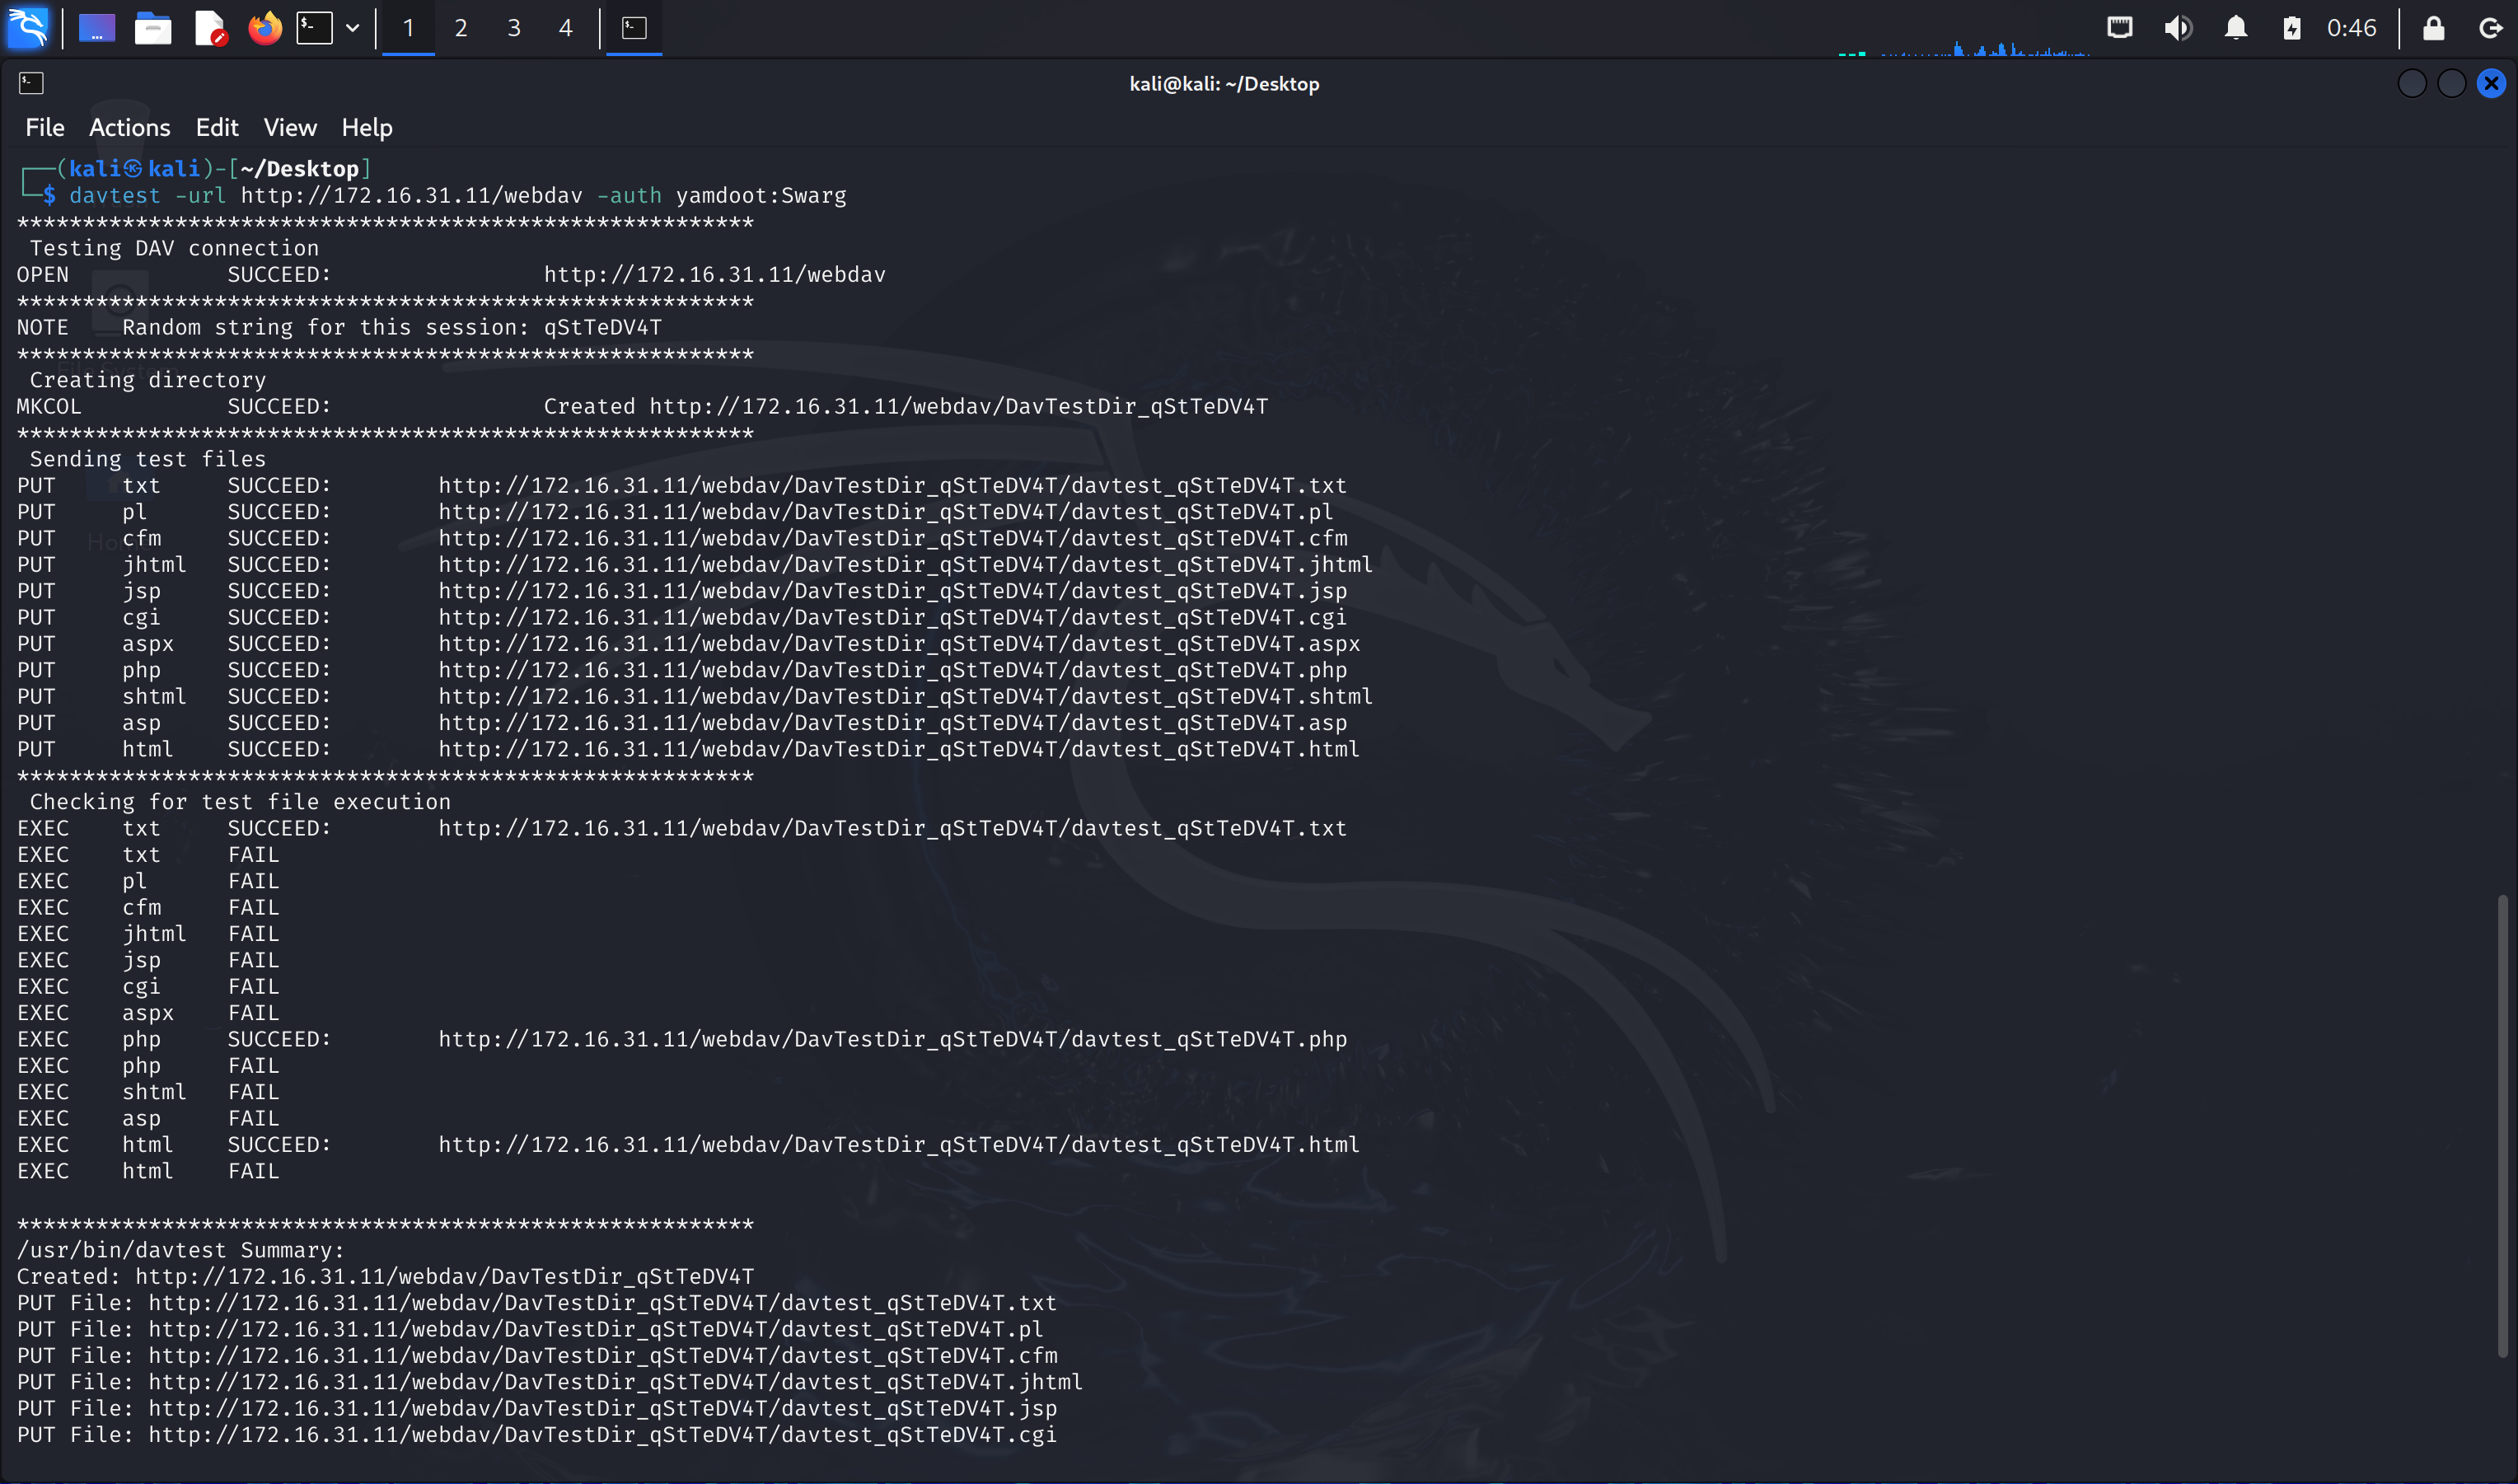 1 2 3 4 0:46
kali@kali: ~/Desktop
File Actions Edit View Help
┌──(kali㉿kali)-[~/Desktop]
└─$ davtest -url http://172.16.31.11/webdav -auth yamdoot:Swarg
********************************************************
 Testing DAV connection
OPEN SUCCEED: http://172.16.31.11/webdav
********************************************************
NOTE Random string for this session: qStTeDV4T
********************************************************
 Creating directory
MKCOL SUCCEED: Created http://172.16.31.11/webdav/DavTestDir_qStTeDV4T
********************************************************
 Sending test files
PUT txt SUCCEED: http://172.16.31.11/webdav/DavTestDir_qStTeDV4T/davtest_qStTeDV4T.txt
PUT pl SUCCEED: http://172.16.31.11/webdav/DavTestDir_qStTeDV4T/davtest_qStTeDV4T.pl
PUT cfm SUCCEED: http://172.16.31.11/webdav/DavTestDir_qStTeDV4T/davtest_qStTeDV4T.cfm
PUT jhtml SUCCEED: http://172.16.31.11/webdav/DavTestDir_qStTeDV4T/davtest_qStTeDV4T.jhtml
PUT jsp SUCCEED: http://172.16.31.11/webdav/DavTestDir_qStTeDV4T/davtest_qStTeDV4T.jsp
PUT cgi SUCCEED: http://172.16.31.11/webdav/DavTestDir_qStTeDV4T/davtest_qStTeDV4T.cgi
PUT aspx SUCCEED: http://172.16.31.11/webdav/DavTestDir_qStTeDV4T/davtest_qStTeDV4T.aspx
PUT php SUCCEED: http://172.16.31.11/webdav/DavTestDir_qStTeDV4T/davtest_qStTeDV4T.php
PUT shtml SUCCEED: http://172.16.31.11/webdav/DavTestDir_qStTeDV4T/davtest_qStTeDV4T.shtml
PUT asp SUCCEED: http://172.16.31.11/webdav/DavTestDir_qStTeDV4T/davtest_qStTeDV4T.asp
PUT html SUCCEED: http://172.16.31.11/webdav/DavTestDir_qStTeDV4T/davtest_qStTeDV4T.html
********************************************************
 Checking for test file execution
EXEC txt SUCCEED: http://172.16.31.11/webdav/DavTestDir_qStTeDV4T/davtest_qStTeDV4T.txt
EXEC txt FAIL
EXEC pl FAIL
EXEC cfm FAIL
EXEC jhtml FAIL
EXEC jsp FAIL
EXEC cgi FAIL
EXEC aspx FAIL
EXEC php SUCCEED: http://172.16.31.11/webdav/DavTestDir_qStTeDV4T/davtest_qStTeDV4T.php
EXEC php FAIL
EXEC shtml FAIL
EXEC asp FAIL
EXEC html SUCCEED: http://172.16.31.11/webdav/DavTestDir_qStTeDV4T/davtest_qStTeDV4T.html
EXEC html FAIL
********************************************************
/usr/bin/davtest Summary:
Created: http://172.16.31.11/webdav/DavTestDir_qStTeDV4T
PUT File: http://172.16.31.11/webdav/DavTestDir_qStTeDV4T/davtest_qStTeDV4T.txt
PUT File: http://172.16.31.11/webdav/DavTestDir_qStTeDV4T/davtest_qStTeDV4T.pl
PUT File: http://172.16.31.11/webdav/DavTestDir_qStTeDV4T/davtest_qStTeDV4T.cfm
PUT File: http://172.16.31.11/webdav/DavTestDir_qStTeDV4T/davtest_qStTeDV4T.jhtml
PUT File: http://172.16.31.11/webdav/DavTestDir_qStTeDV4T/davtest_qStTeDV4T.jsp
PUT File: http://172.16.31.11/webdav/DavTestDir_qStTeDV4T/davtest_qStTeDV4T.cgi